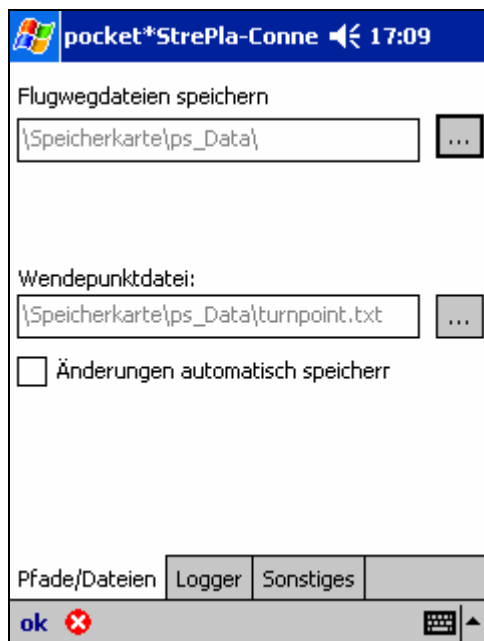 pocket*StrePla-Conne 17:09
Flugwegdateien speichern
\Speicherkarte\ps_Data\
...
Wendepunktdatei:
\Speicherkarte\ps_Data\turnpoint.txt
...
Änderungen automatisch speicherr
Pfade/Dateien Logger Sonstiges
ok